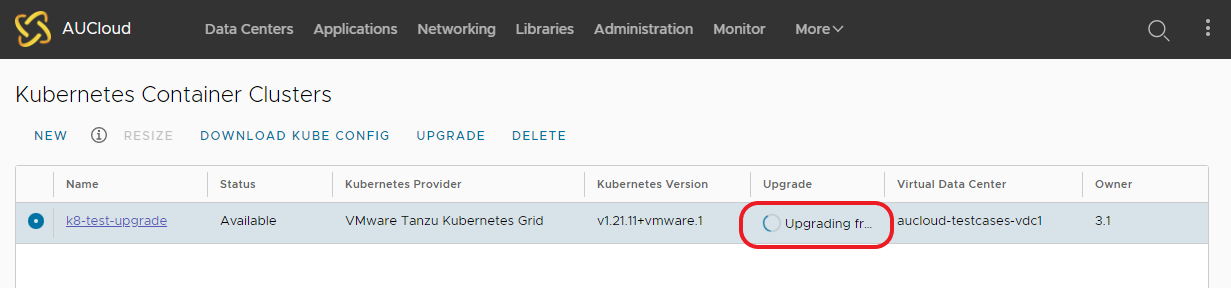 AUCloud Data Centers Applications Networking Libraries Administration Monitor More
Kubernetes Container Clusters
NEW RESIZE DOWNLOAD KUBE CONFIG UPGRADE DELETE
Name Status Kubernetes Provider Kubernetes Version Upgrade Virtual Data Center Owner
k8-test-upgrade Available VMware Tanzu Kubernetes Grid v1.21.11+vmware.1 Upgrading fr... aucloud-testcases-vdc1 3.1